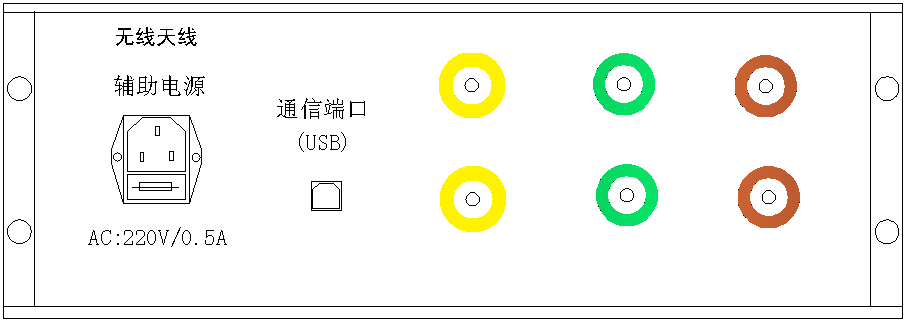 无线天线
辅助电源
通信端口
(USB)
AC:220V/0.5A